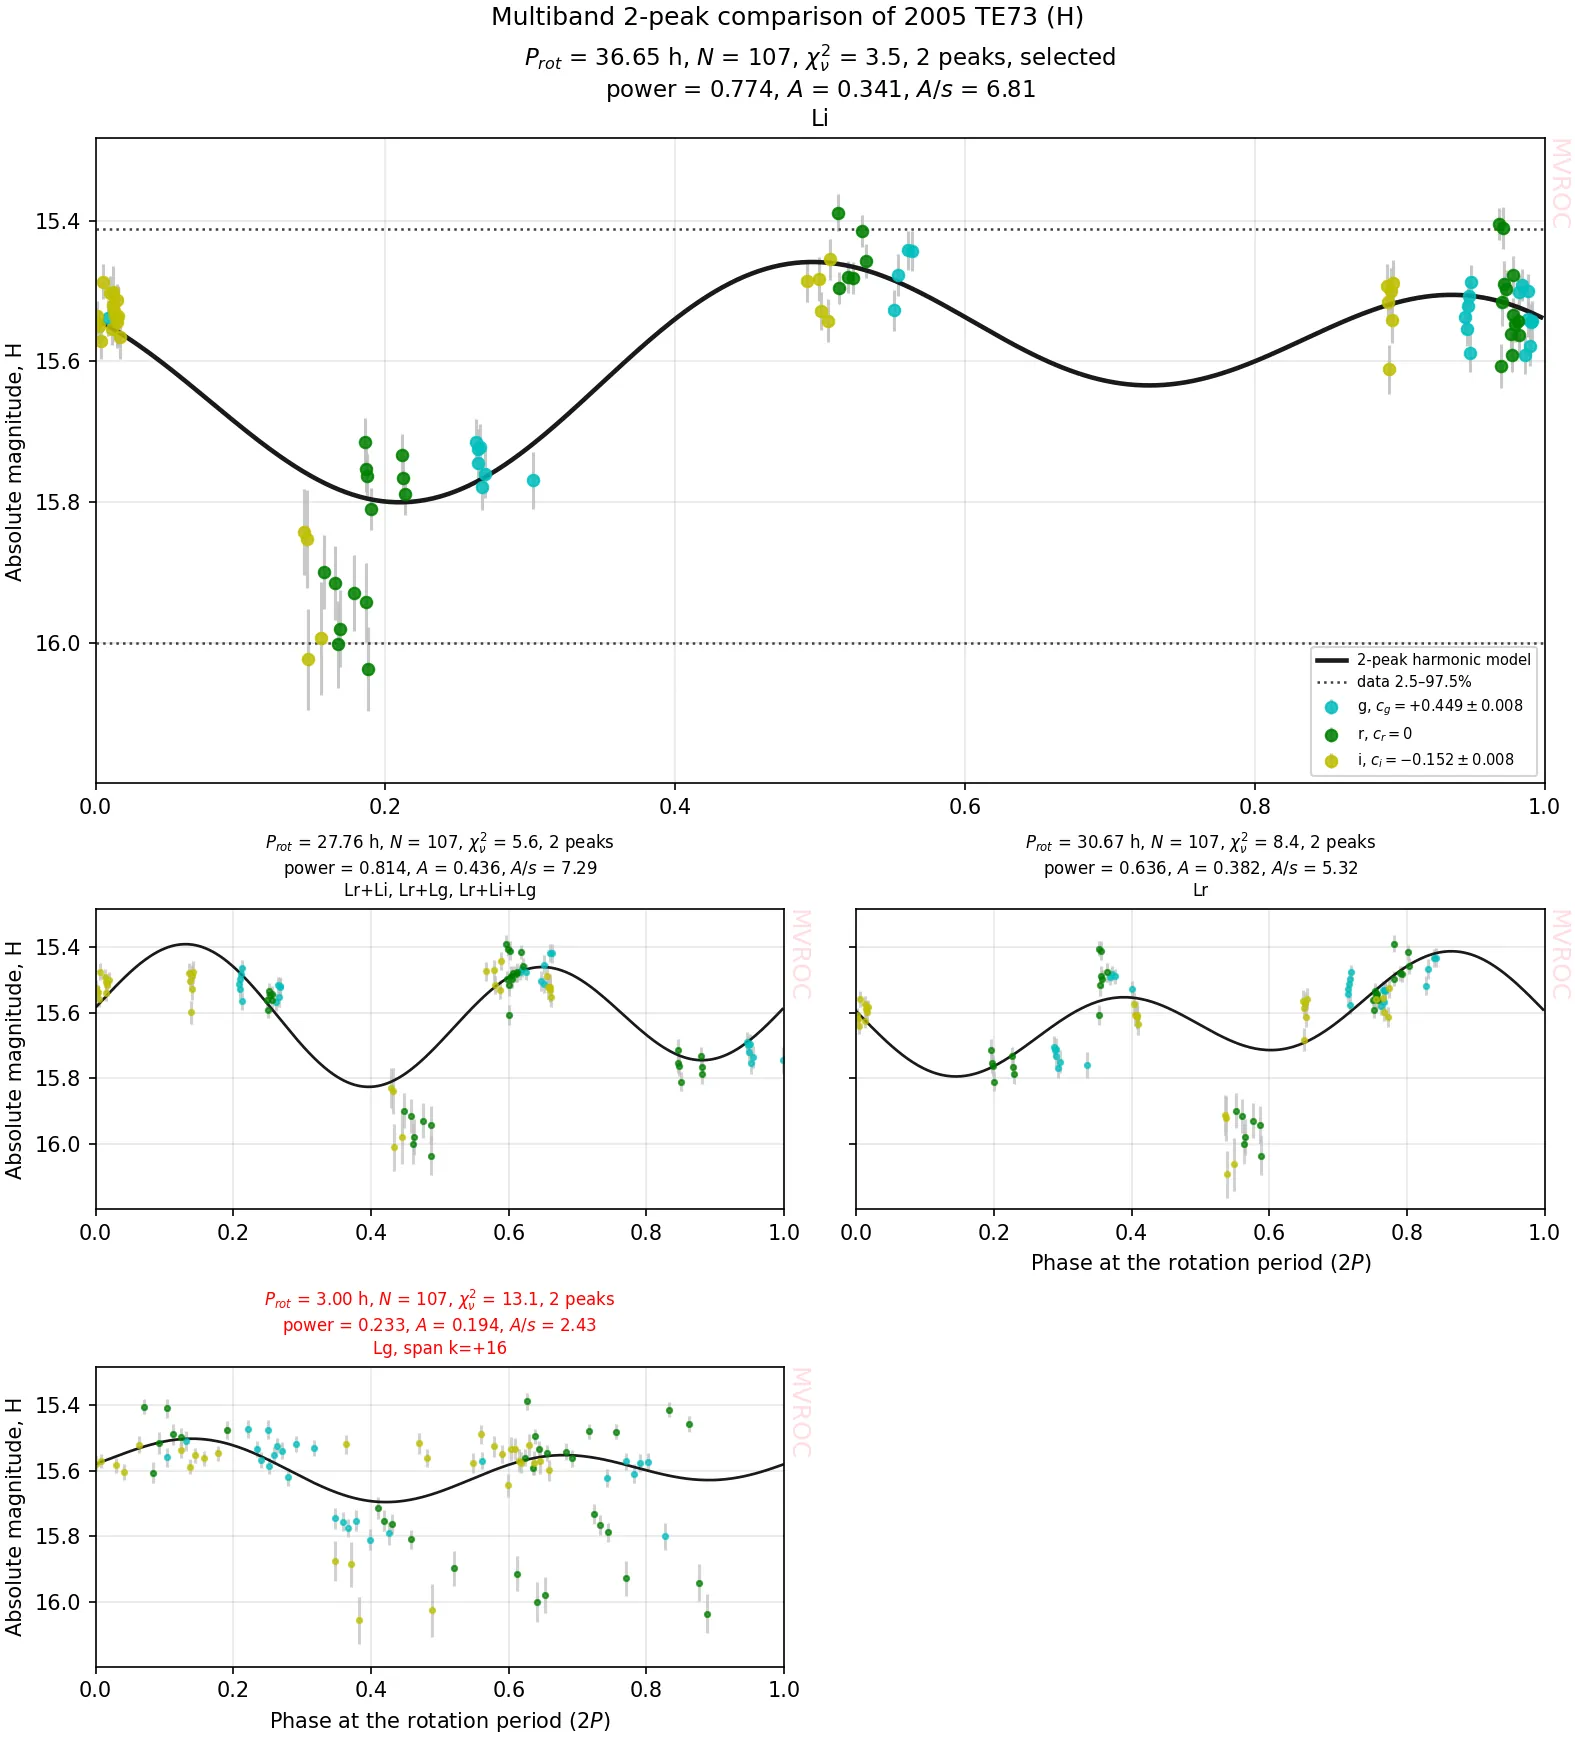 Multiband 2-peak comparison of 2005 TE73 (H)
P_rot = 36.65 h, N = 107, χ²_ν = 3.5, 2 peaks, selected
power = 0.774, A = 0.341, A/s = 6.81
Li
MVROC
Absolute magnitude, H
15.4
15.6
15.8
16.0
2-peak harmonic model
data 2.5–97.5%
g, c_g = +0.449 ± 0.008
r, c_r = 0
i, c_i = −0.152 ± 0.008
0.0 0.2 0.4 0.6 0.8 1.0
P_rot = 27.76 h, N = 107, χ²_ν = 5.6, 2 peaks
power = 0.814, A = 0.436, A/s = 7.29
Lr+Li, Lr+Lg, Lr+Li+Lg
MVROC
Absolute magnitude, H
15.4
15.6
15.8
16.0
0.0 0.2 0.4 0.6 0.8 1.0
P_rot = 30.67 h, N = 107, χ²_ν = 8.4, 2 peaks
power = 0.636, A = 0.382, A/s = 5.32
Lr
MVROC
0.0 0.2 0.4 0.6 0.8 1.0
Phase at the rotation period (2P)
P_rot = 3.00 h, N = 107, χ²_ν = 13.1, 2 peaks
power = 0.233, A = 0.194, A/s = 2.43
Lg, span k=+16
MVROC
Absolute magnitude, H
15.4
15.6
15.8
16.0
0.0 0.2 0.4 0.6 0.8 1.0
Phase at the rotation period (2P)